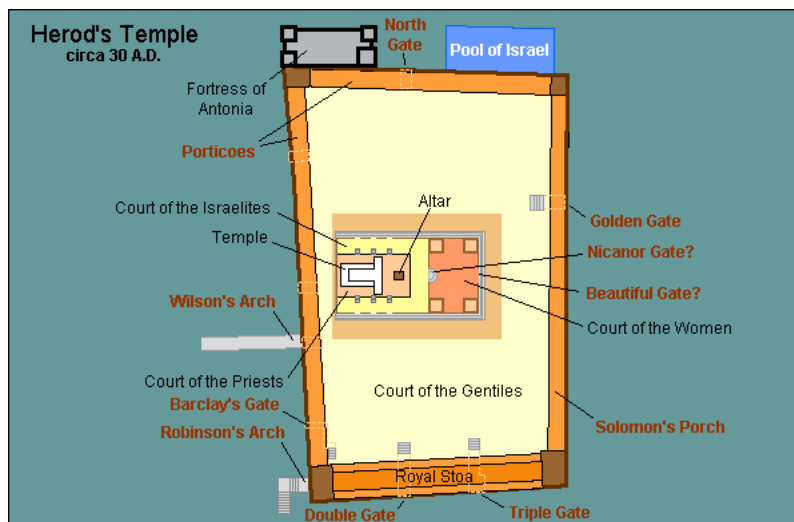 Herod's Temple
circa 30 A.D.
North
Gate
Pool of Israel
Fortress of
Antonia
Porticoes
Court of the Israelites
Altar
Temple
Golden Gate
Nicanor Gate?
Beautiful Gate?
Wilson's Arch
Court of the Women
Court of the Priests
Court of the Gentiles
Barclay's Gate
Solomon's Porch
Robinson's Arch
Royal Stoa
Double Gate
Triple Gate